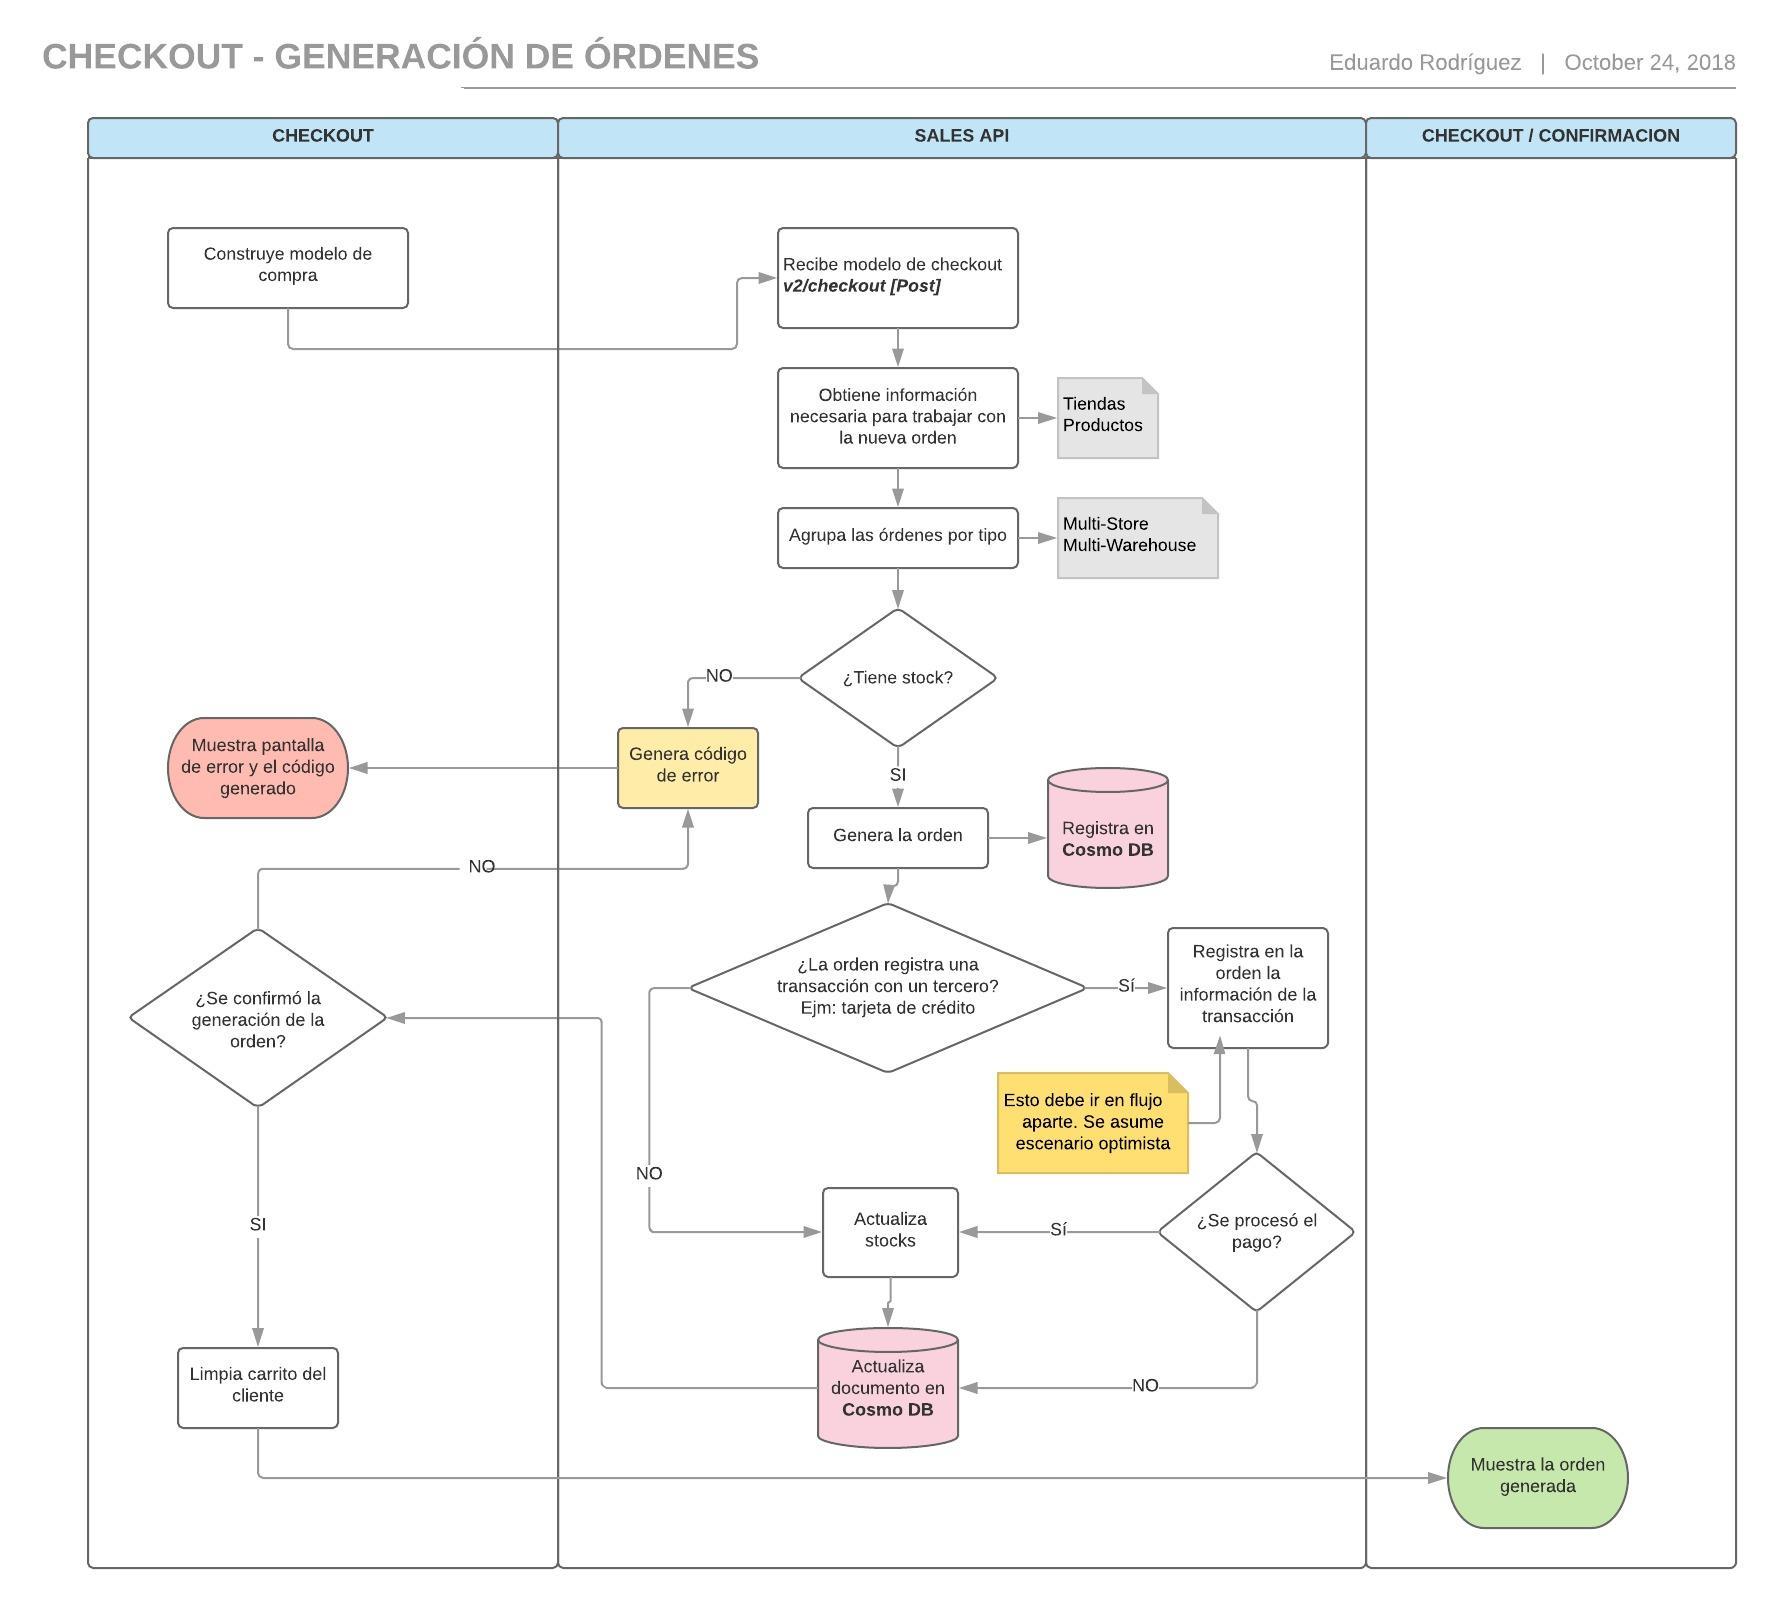 CHECKOUT - GENERACIÓN DE ÓRDENES
Eduardo Rodríguez | October 24, 2018
CHECKOUT
SALES API
CHECKOUT / CONFIRMACION
Construye modelo de
compra
Recibe modelo de checkout
v2/checkout [Post]
Obtiene información
necesaria para trabajar con
la nueva orden
Tiendas
Productos
Agrupa las órdenes por tipo
Multi-Store
Multi-Warehouse
¿Tiene stock?
NO
SI
Genera código
de error
Muestra pantalla
de error y el código
generado
Genera la orden
Registra en
Cosmo DB
NO
¿La orden registra una
transacción con un tercero?
Ejm: tarjeta de crédito
Sí
NO
Registra en la
orden la
información de la
transacción
¿Se confirmó la
generación de la
orden?
Esto debe ir en flujo
aparte. Se asume
escenario optimista
SI
Actualiza
stocks
Sí
¿Se procesó el
pago?
NO
Limpia carrito del
cliente
Actualiza
documento en
Cosmo DB
Muestra la orden
generada